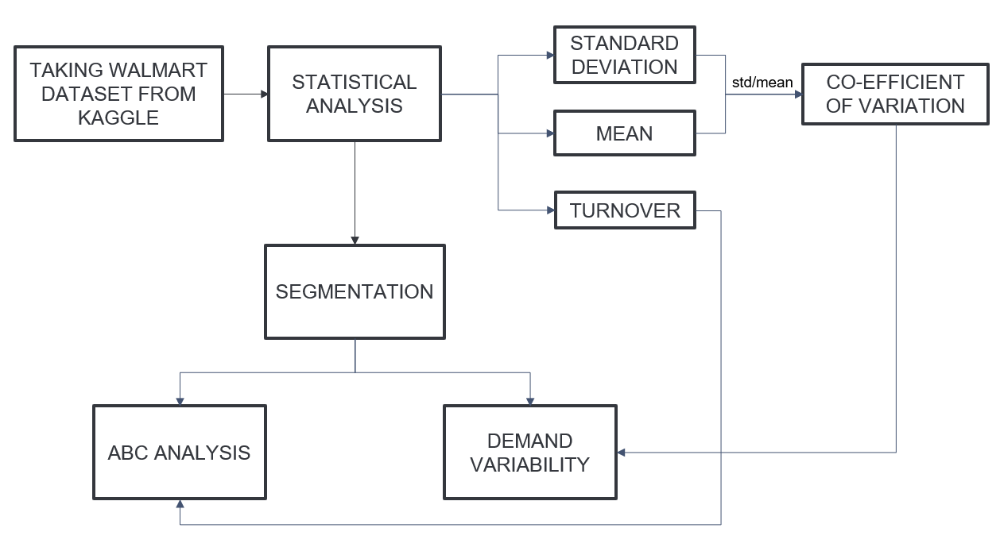 TAKING WALMART
DATASET FROM
KAGGLE
STATISTICAL
ANALYSIS
STANDARD
DEVIATION
MEAN
TURNOVER
std/mean
CO-EFFICIENT
OF VARIATION
SEGMENTATION
ABC ANALYSIS
DEMAND
VARIABILITY